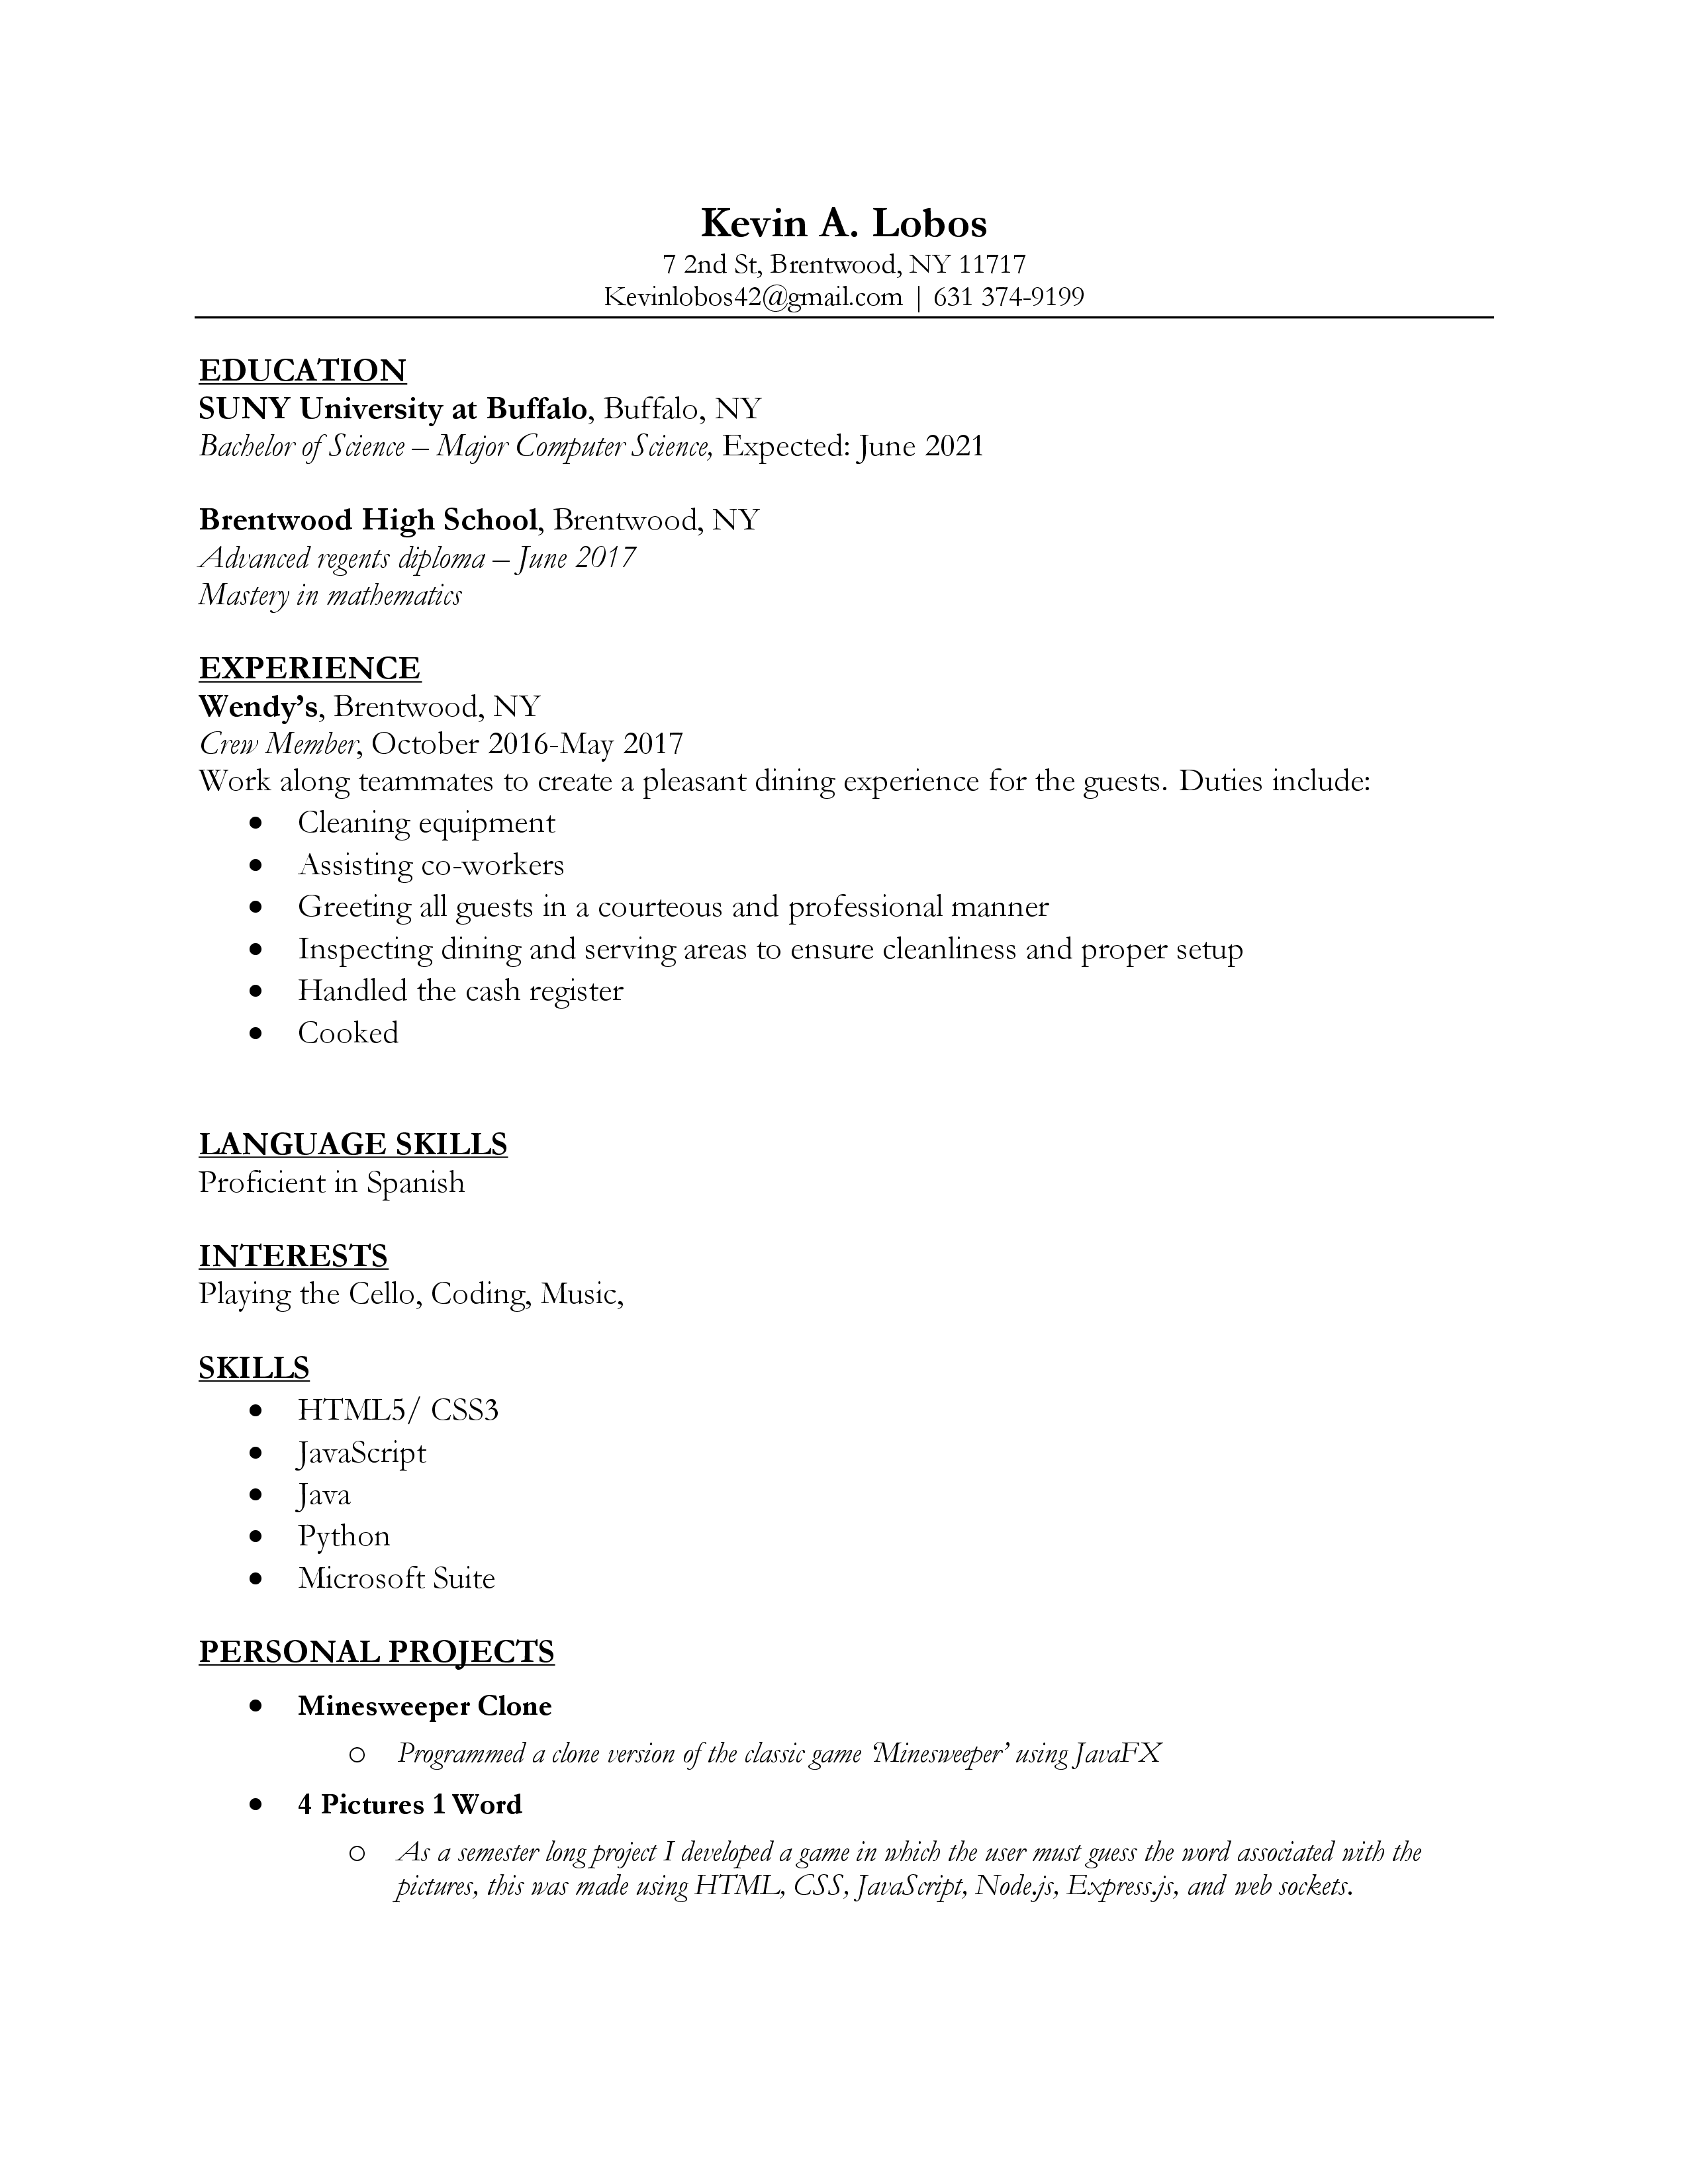 Kevin A. Lobos
7 2nd St, Brentwood, NY 11717
Kevinlobos42@gmail.com | 631 374-9199
EDUCATION
SUNY University at Buffalo, Buffalo, NY
Bachelor of Science – Major Computer Science, Expected: June 2021
Brentwood High School, Brentwood, NY
Advanced regents diploma – June 2017
Mastery in mathematics
EXPERIENCE
Wendy’s, Brentwood, NY
Crew Member, October 2016-May 2017
Work along teammates to create a pleasant dining experience for the guests. Duties include:
• Cleaning equipment
• Assisting co-workers
• Greeting all guests in a courteous and professional manner
• Inspecting dining and serving areas to ensure cleanliness and proper setup
• Handled the cash register
• Cooked
LANGUAGE SKILLS
Proficient in Spanish
INTERESTS
Playing the Cello, Coding, Music,
SKILLS
• HTML5/ CSS3
• JavaScript
• Java
• Python
• Microsoft Suite
PERSONAL PROJECTS
• Minesweeper Clone
o Programmed a clone version of the classic game ‘Minesweeper’ using JavaFX
• 4 Pictures 1 Word
o As a semester long project I developed a game in which the user must guess the word associated with the
pictures, this was made using HTML, CSS, JavaScript, Node.js, Express.js, and web sockets.